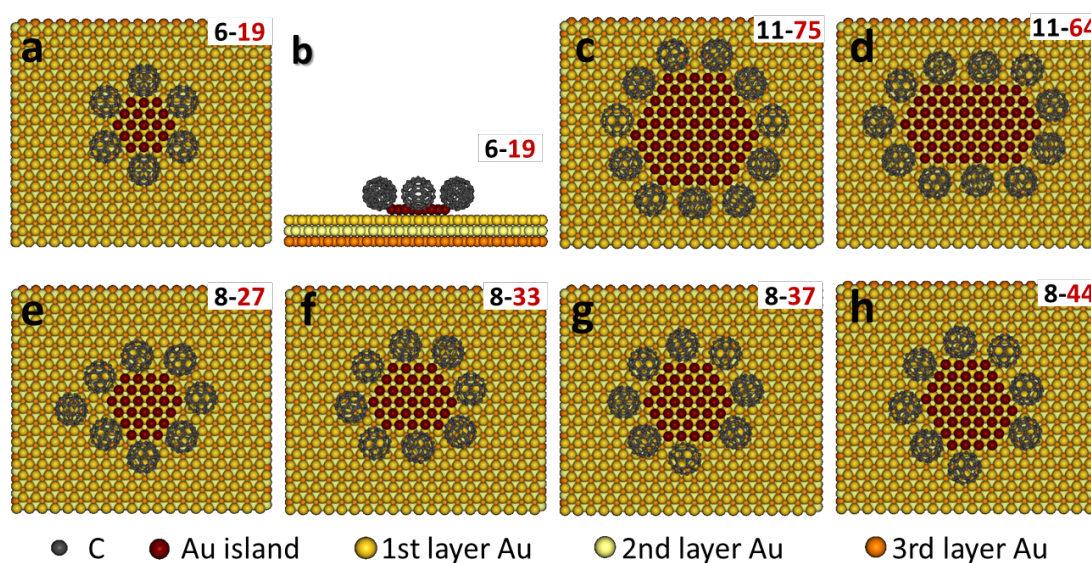 a
6-19
b
6-19
c
11-75
d
11-64
e
8-27
f
8-33
g
8-37
h
8-44
C
Au island
1st layer Au
2nd layer Au
3rd layer Au